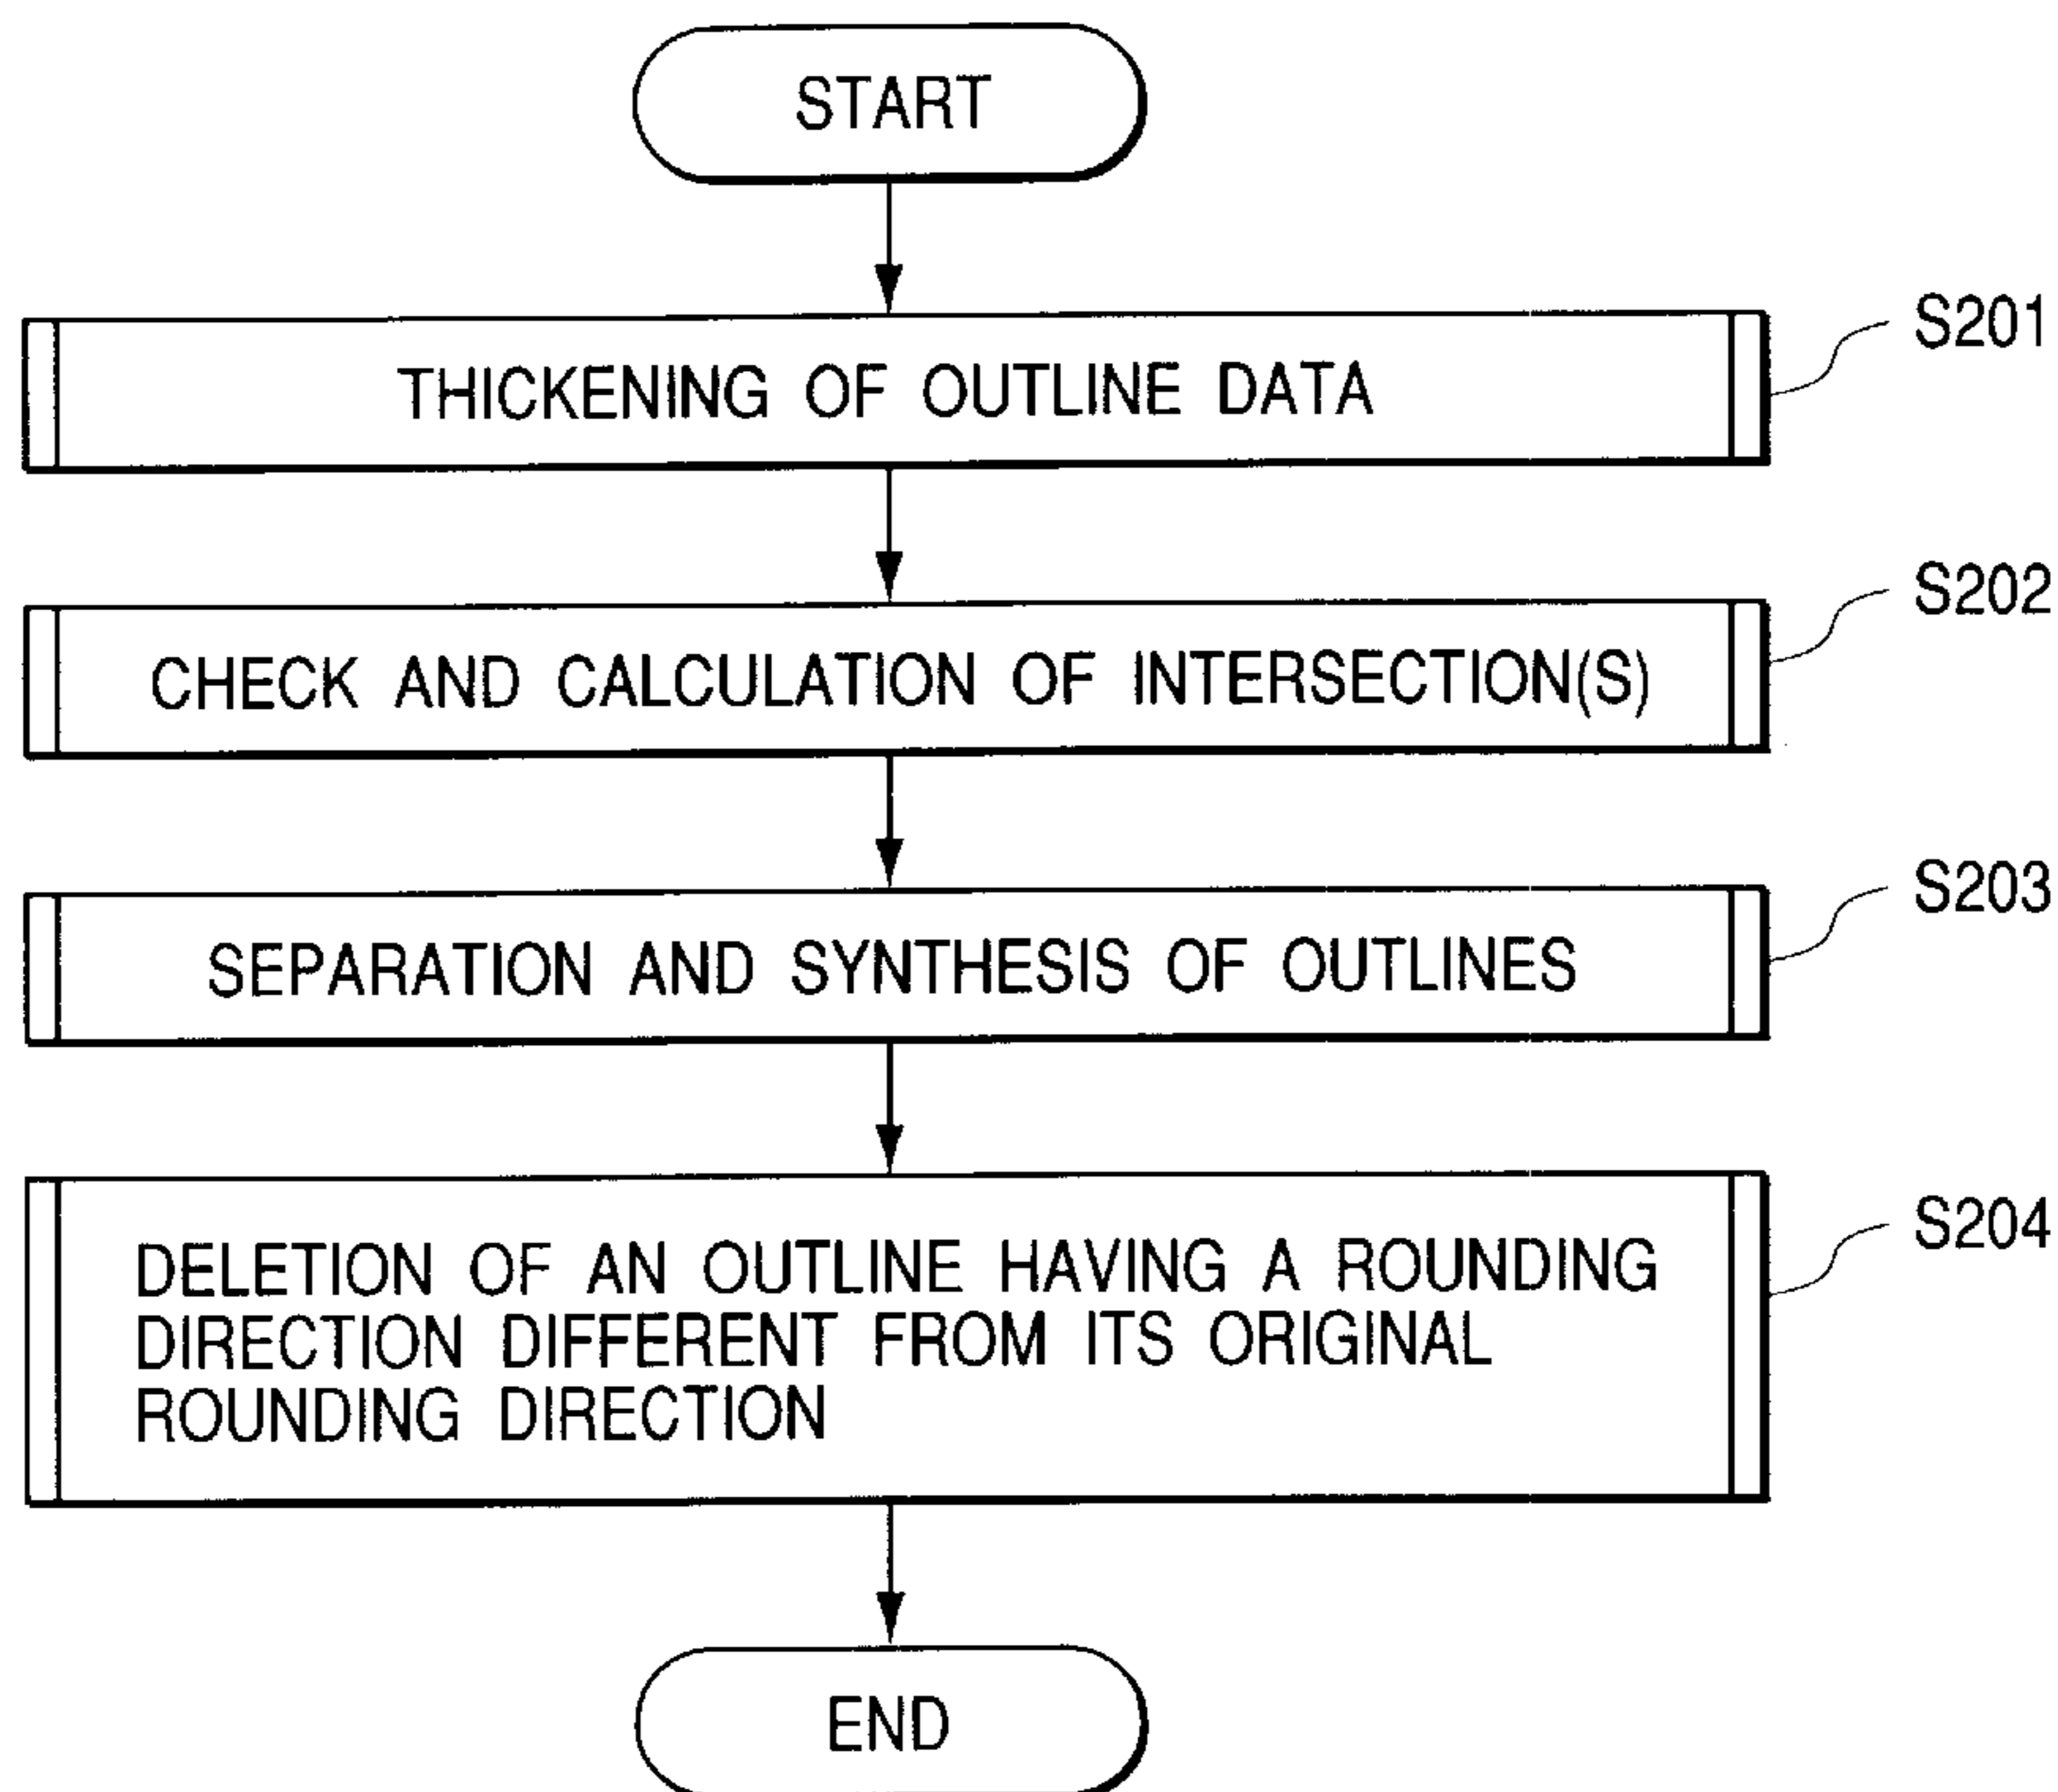 START
THICKENING OF OUTLINE DATA
S201
CHECK AND CALCULATION OF INTERSECTION(S)
S202
SEPARATION AND SYNTHESIS OF OUTLINES
S203
DELETION OF AN OUTLINE HAVING A ROUNDING
DIRECTION DIFFERENT FROM ITS ORIGINAL
ROUNDING DIRECTION
S204
END